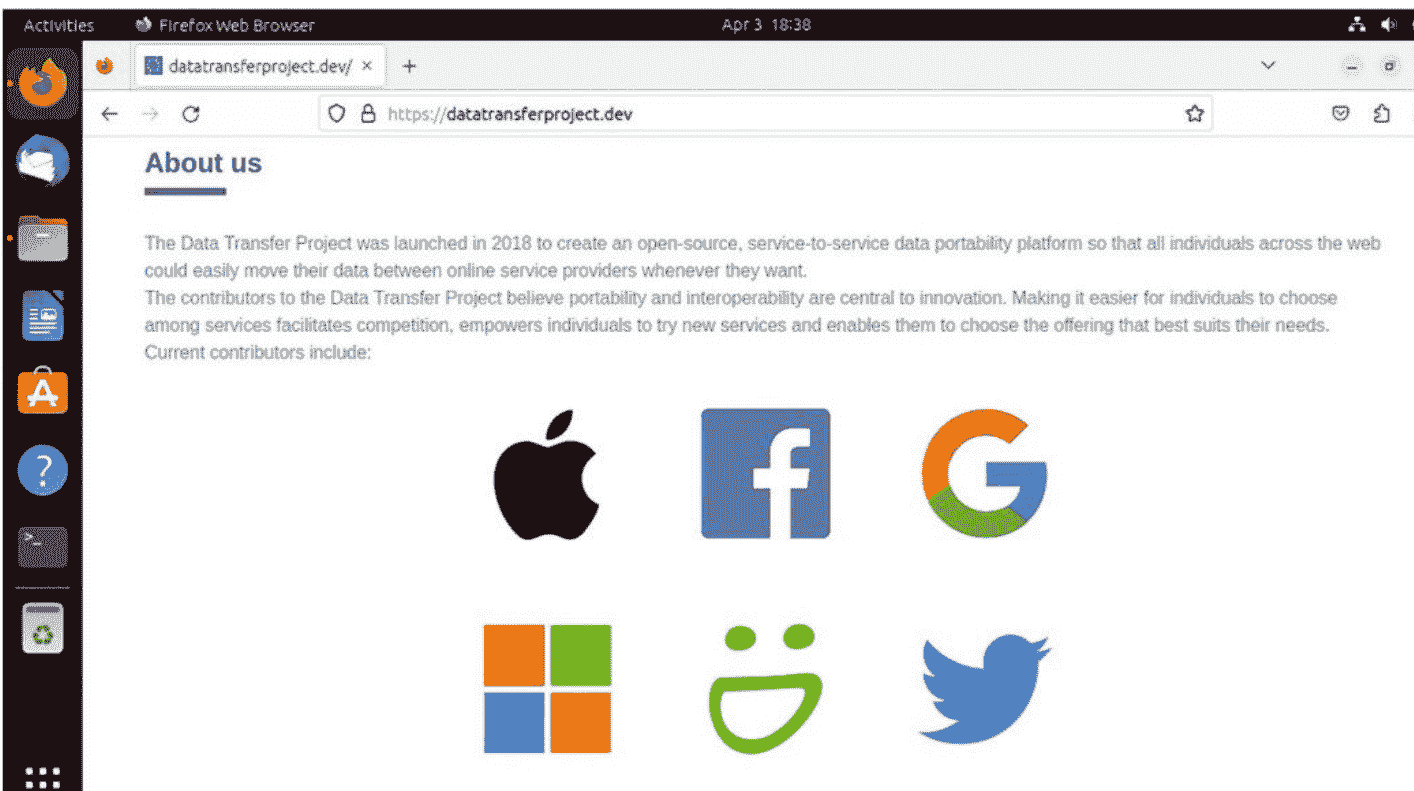 Activities Firefox Web Browser Apr 3 18:38
datatransferproject.dev/ × +
https://datatransferproject.dev
About us
The Data Transfer Project was launched in 2018 to create an open-source, service-to-service data portability platform so that all individuals across the web
could easily move their data between online service providers whenever they want.
The contributors to the Data Transfer Project believe portability and interoperability are central to innovation. Making it easier for individuals to choose
among services facilitates competition, empowers individuals to try new services and enables them to choose the offering that best suits their needs.
Current contributors include: